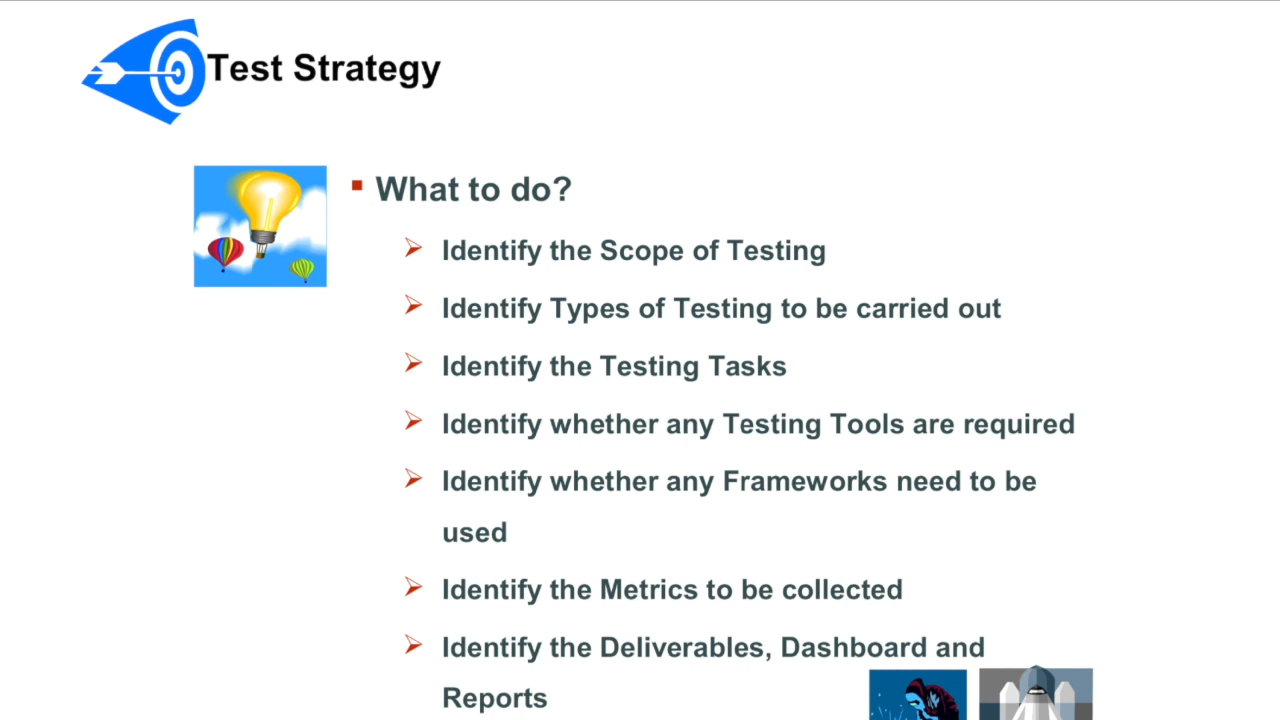 Test Strategy
What to do?
Identify the Scope of Testing
Identify Types of Testing to be carried out
Identify the Testing Tasks
Identify whether any Testing Tools are required
Identify whether any Frameworks need to be
used
Identify the Metrics to be collected
Identify the Deliverables, Dashboard and
Reports